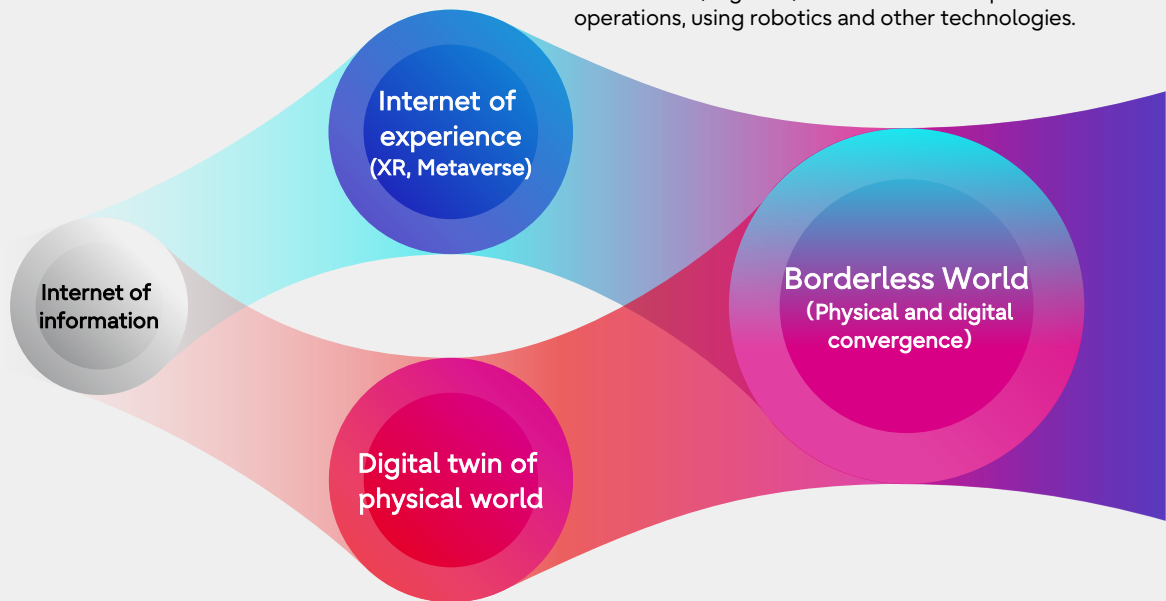 operations, using robotics and other technologies.
Internet of
experience
(XR, Metaverse)
Internet of
information
Borderless World
(Physical and digital
convergence)
Digital twin of
physical world